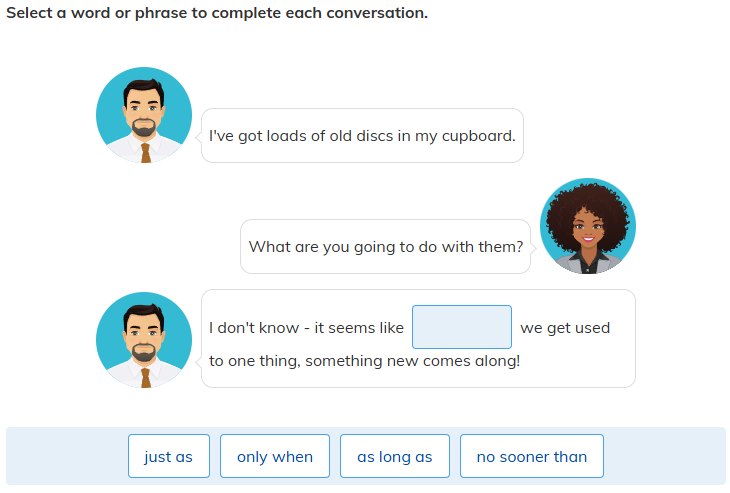 Select a word or phrase to complete each conversation.
I've got loads of old discs in my cupboard.
What are you going to do with them?
I don't know - it seems like we get used
to one thing, something new comes along!
just as only when as long as no sooner than